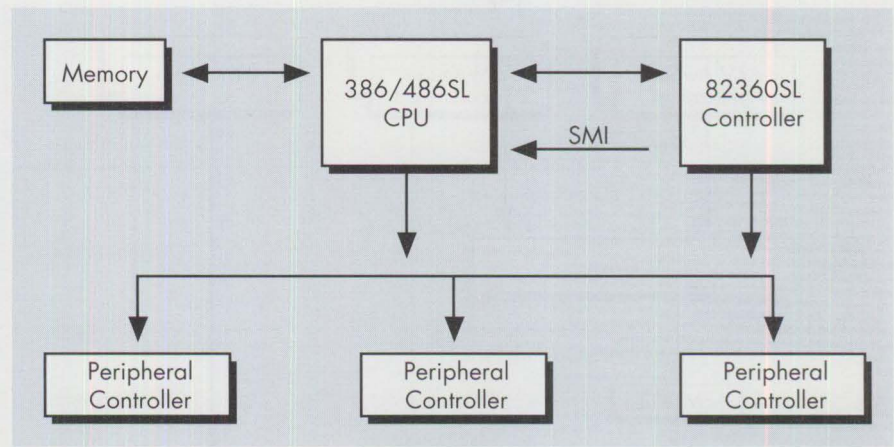 Memory
386/486SL
CPU
82360SL
Controller
SMI
Peripheral
Controller
Peripheral
Controller
Peripheral
Controller